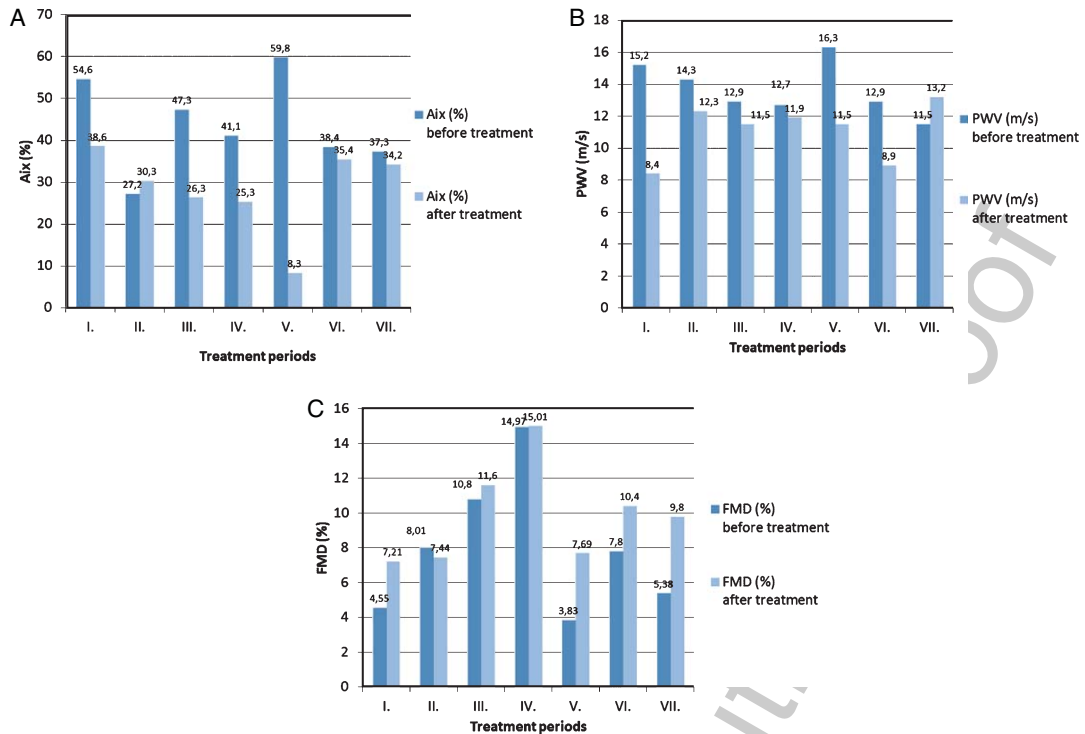 A
70
60
50
40
30
20
10
0
Aix (%)
54,6
38,6
27,2
30,3
47,3
26,3
41,1
25,3
59,8
8,3
38,4
35,4
37,3
34,2
I. II. III. IV. V. VI. VII.
Treatment periods
Aix (%)
before treatment
Aix (%)
after treatment
B
18
16
14
12
10
8
6
4
2
0
PWV (m/s)
15,2
8,4
14,3
12,3
12,9
11,5
12,7
11,9
16,3
11,5
12,9
8,9
11,5
13,2
I. II. III. IV. V. VI. VII.
Treatment periods
PWV (m/s)
before treatment
PWV (m/s)
after treatment
C
16
14
12
10
8
6
4
2
0
FMD (%)
4,55
7,21
8,01
7,44
10,8
11,6
14,97
15,01
3,83
7,69
7,8
10,4
5,38
9,8
I. II. III. IV. V. VI. VII.
Treatment periods
FMD (%)
before treatment
FMD (%)
after treatment